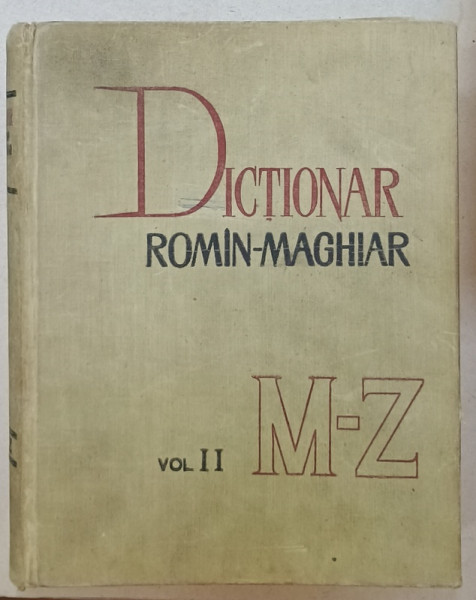 DICȚIONAR
ROMÎN-MAGHIAR
M-Z
VOL II